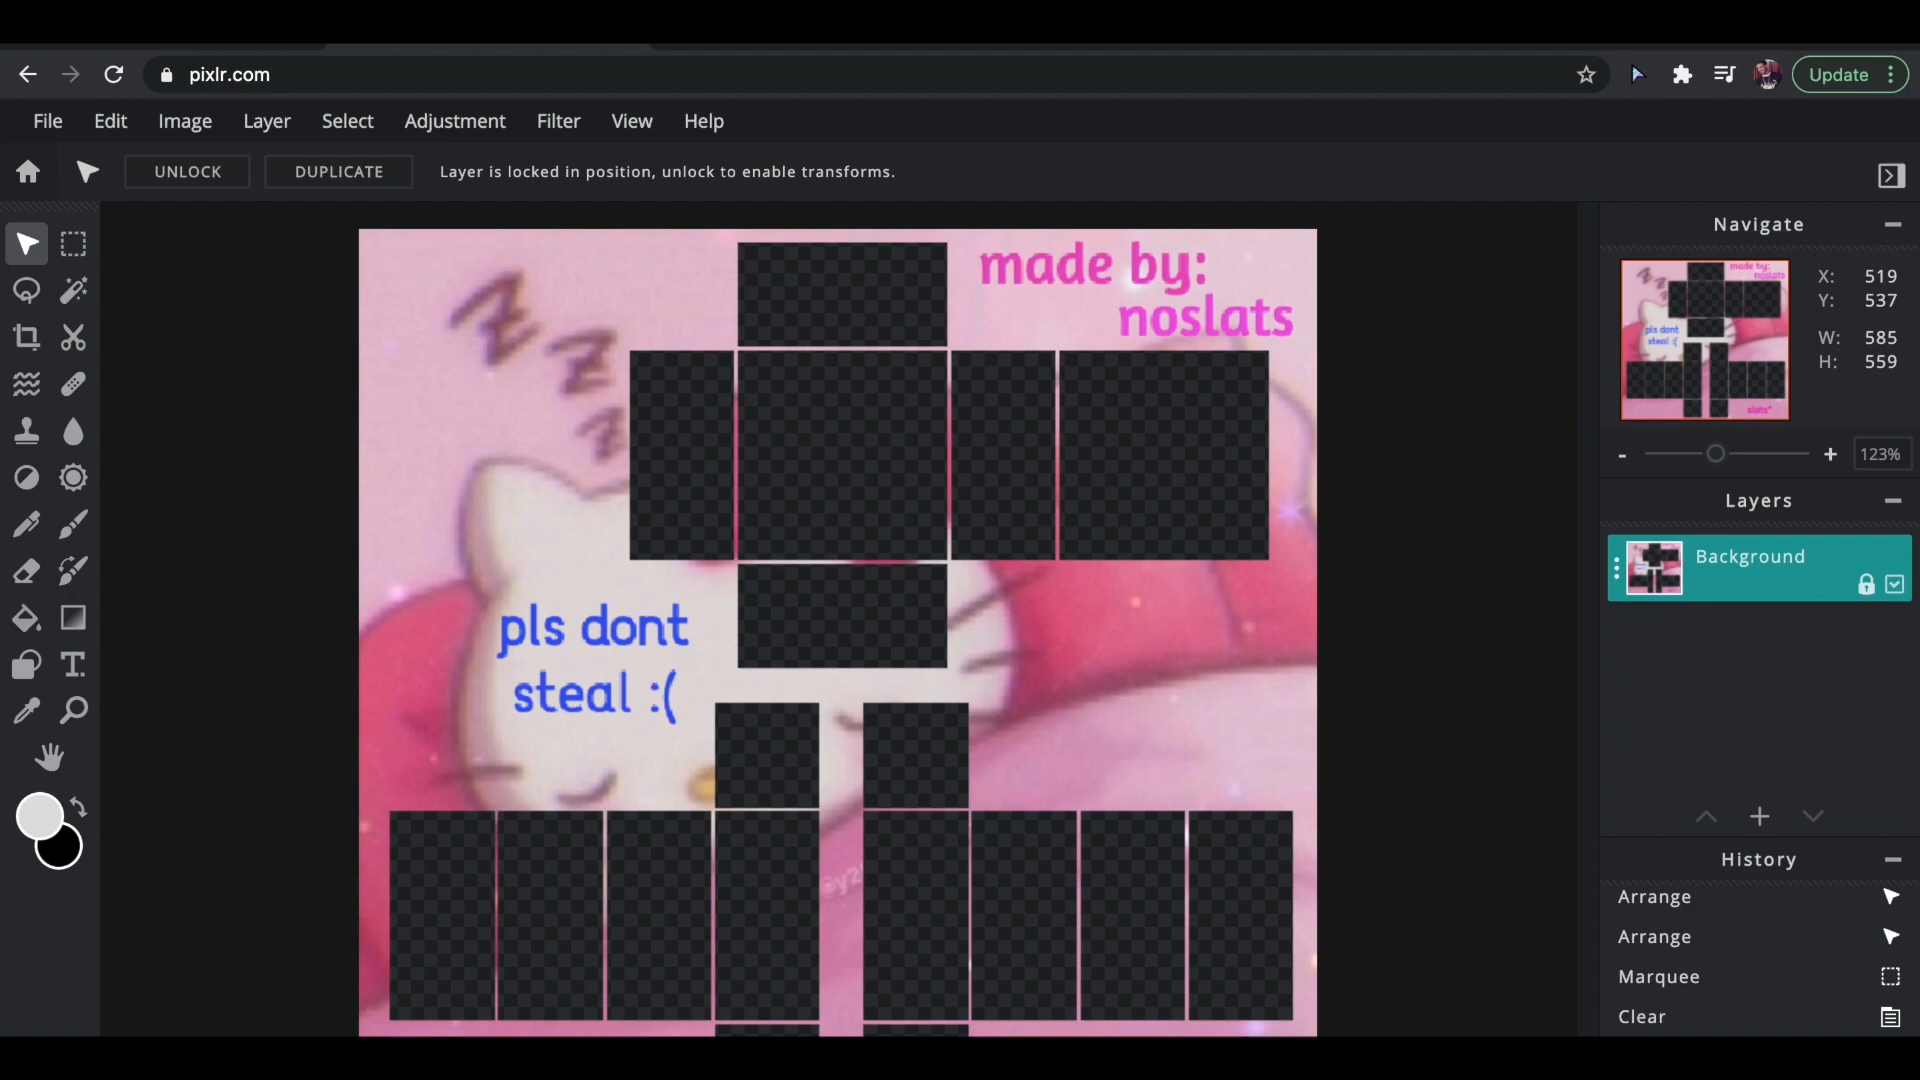 pixlr.com
Update
File Edit Image Layer Select Adjustment Filter View Help
UNLOCK DUPLICATE Layer is locked in position, unlock to enable transforms.
Navigate
X: 519
Y: 537
W: 585
H: 559
- + 123%
Layers
Background
History
Arrange
Arrange
Marquee
Clear
made by:
noslats
pls dont
steal :(
Z
Z
Z
T